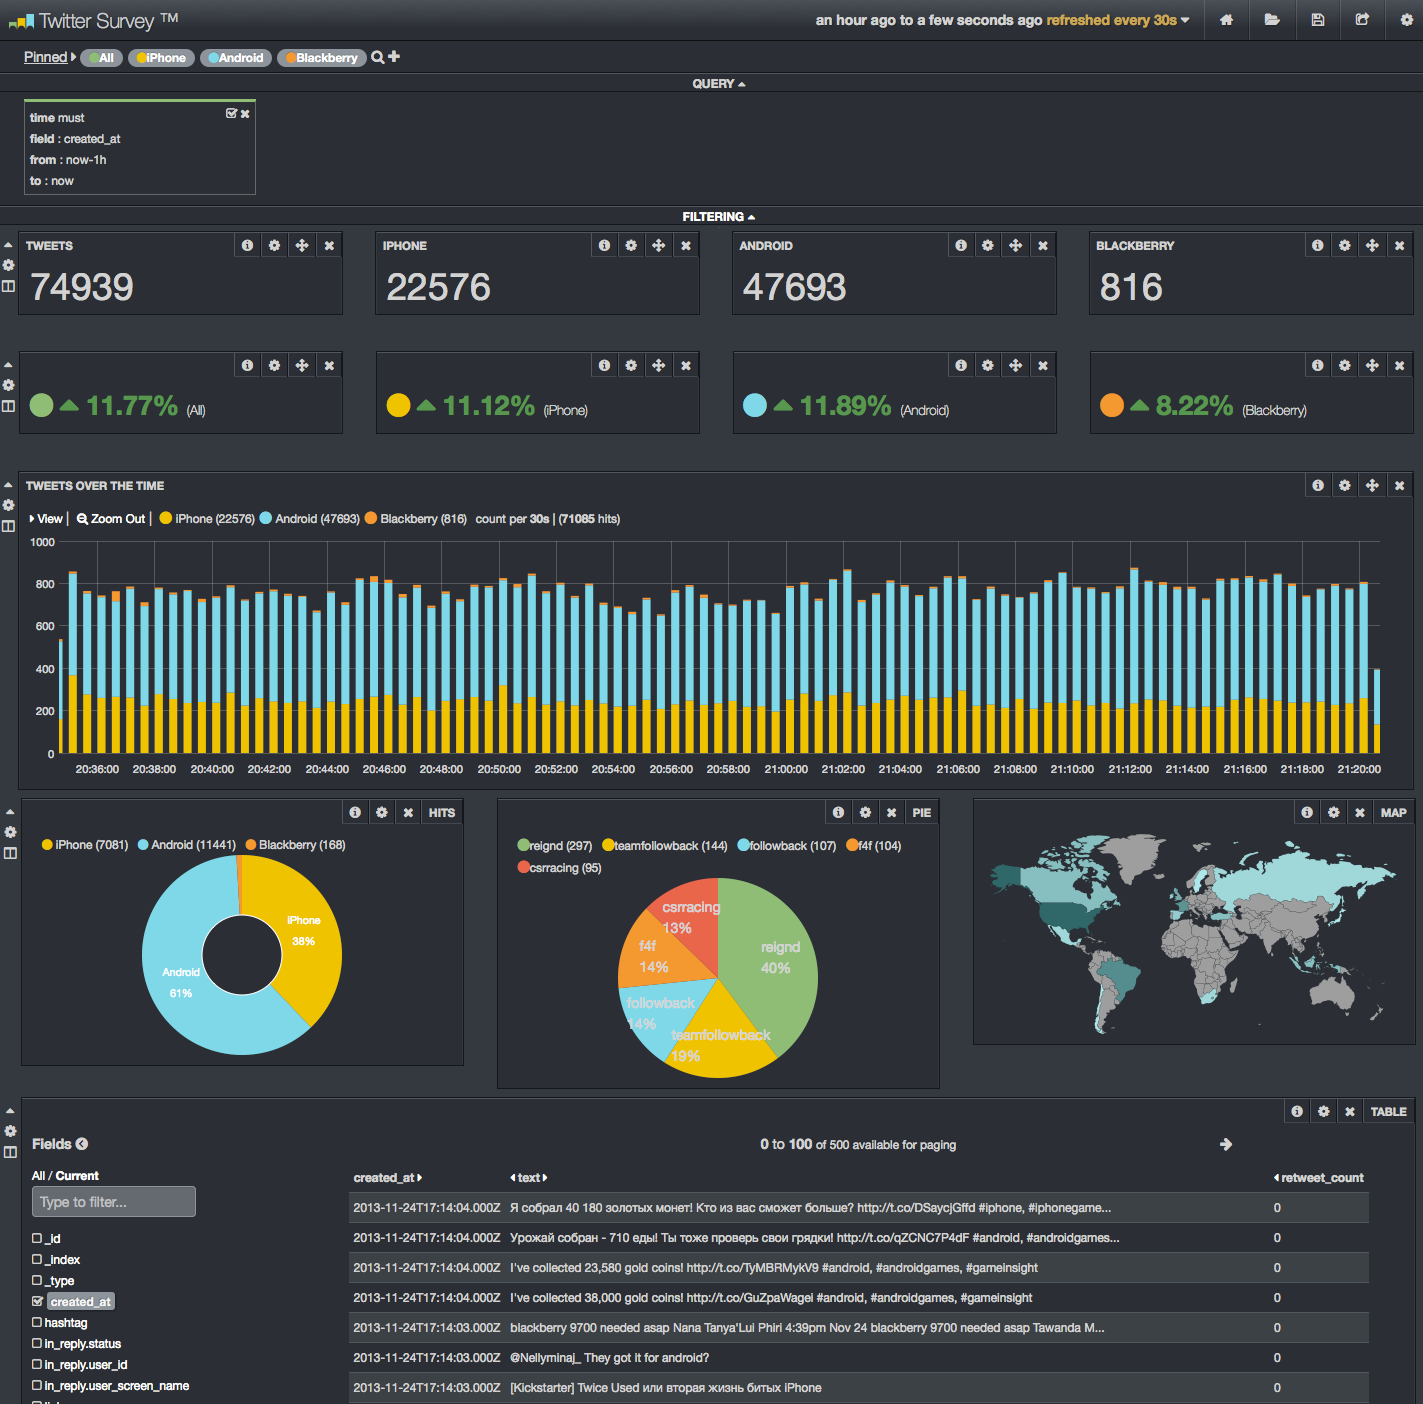 Twitter Survey ™
an hour ago to a few seconds ago refreshed every 30s
Pinned All iPhone Android Blackberry
QUERY
time must
field : created_at
from : now-1h
to : now
FILTERING
TWEETS
74939
IPHONE
22576
ANDROID
47693
BLACKBERRY
816
11.77% (All)
11.12% (iPhone)
11.89% (Android)
8.22% (Blackberry)
TWEETS OVER THE TIME
View | Zoom Out | iPhone (22576) Android (47693) Blackberry (816) count per 30s | (71085 hits)
1000
800
600
400
200
0
20:36:00 20:38:00 20:40:00 20:42:00 20:44:00 20:46:00 20:48:00 20:50:00 20:52:00 20:54:00 20:56:00 20:58:00 21:00:00 21:02:00 21:04:00 21:06:00 21:08:00 21:10:00 21:12:00 21:14:00 21:16:00 21:18:00 21:20:00
HITS
iPhone (7081) Android (11441) Blackberry (168)
iPhone
38%
Android
61%
PIE
reignd (297) teamfollowback (144) followback (107) f4f (104)
csrracing (95)
csrracing
13%
f4f
14%
reignd
40%
followback
14%
teamfollowback
19%
MAP
TABLE
Fields
All / Current
Type to filter...
_id
_index
_type
created_at
hashtag
in_reply.status
in_reply.user_id
in_reply.user_screen_name
0 to 100 of 500 available for paging
created_at text retweet_count
2013-11-24T17:14:04.000Z Я собрал 40 180 золотых монет! Кто из вас сможет больше? http://t.co/DSaycjGffd #iphone, #iphonegame... 0
2013-11-24T17:14:04.000Z Урожай собран - 710 еды! Ты тоже проверь свои грядки! http://t.co/qZCNC7P4dF #android, #androidgames... 0
2013-11-24T17:14:04.000Z I've collected 23,580 gold coins! http://t.co/TyMBRMykV9 #android, #androidgames, #gameinsight 0
2013-11-24T17:14:04.000Z I've collected 38,000 gold coins! http://t.co/GuZpaWagel #android, #androidgames, #gameinsight 0
2013-11-24T17:14:03.000Z blackberry 9700 needed asap Nana Tanya'Lui Phiri 4:39pm Nov 24 blackberry 9700 needed asap Tawanda M... 0
2013-11-24T17:14:03.000Z @Nellyminaj_ They got it for android? 0
2013-11-24T17:14:03.000Z [Kickstarter] Twice Used или вторая жизнь битых iPhone 0